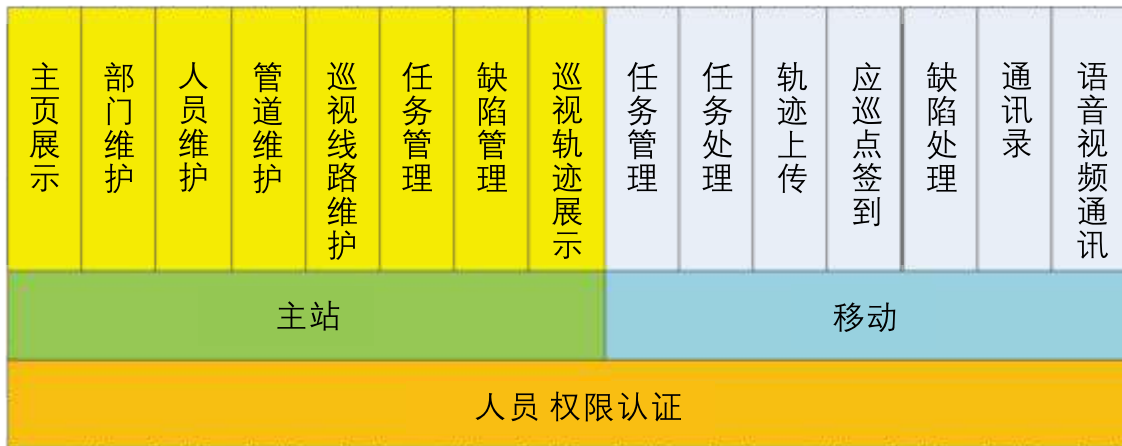 主页展示
部门维护
人员维护
管道维护
巡视线路维护
任务管理
缺陷管理
巡视轨迹展示
任务管理
任务处理
轨迹上传
应巡点签到
缺陷处理
通讯录
语音视频通讯
主站
移动
人员 权限认证